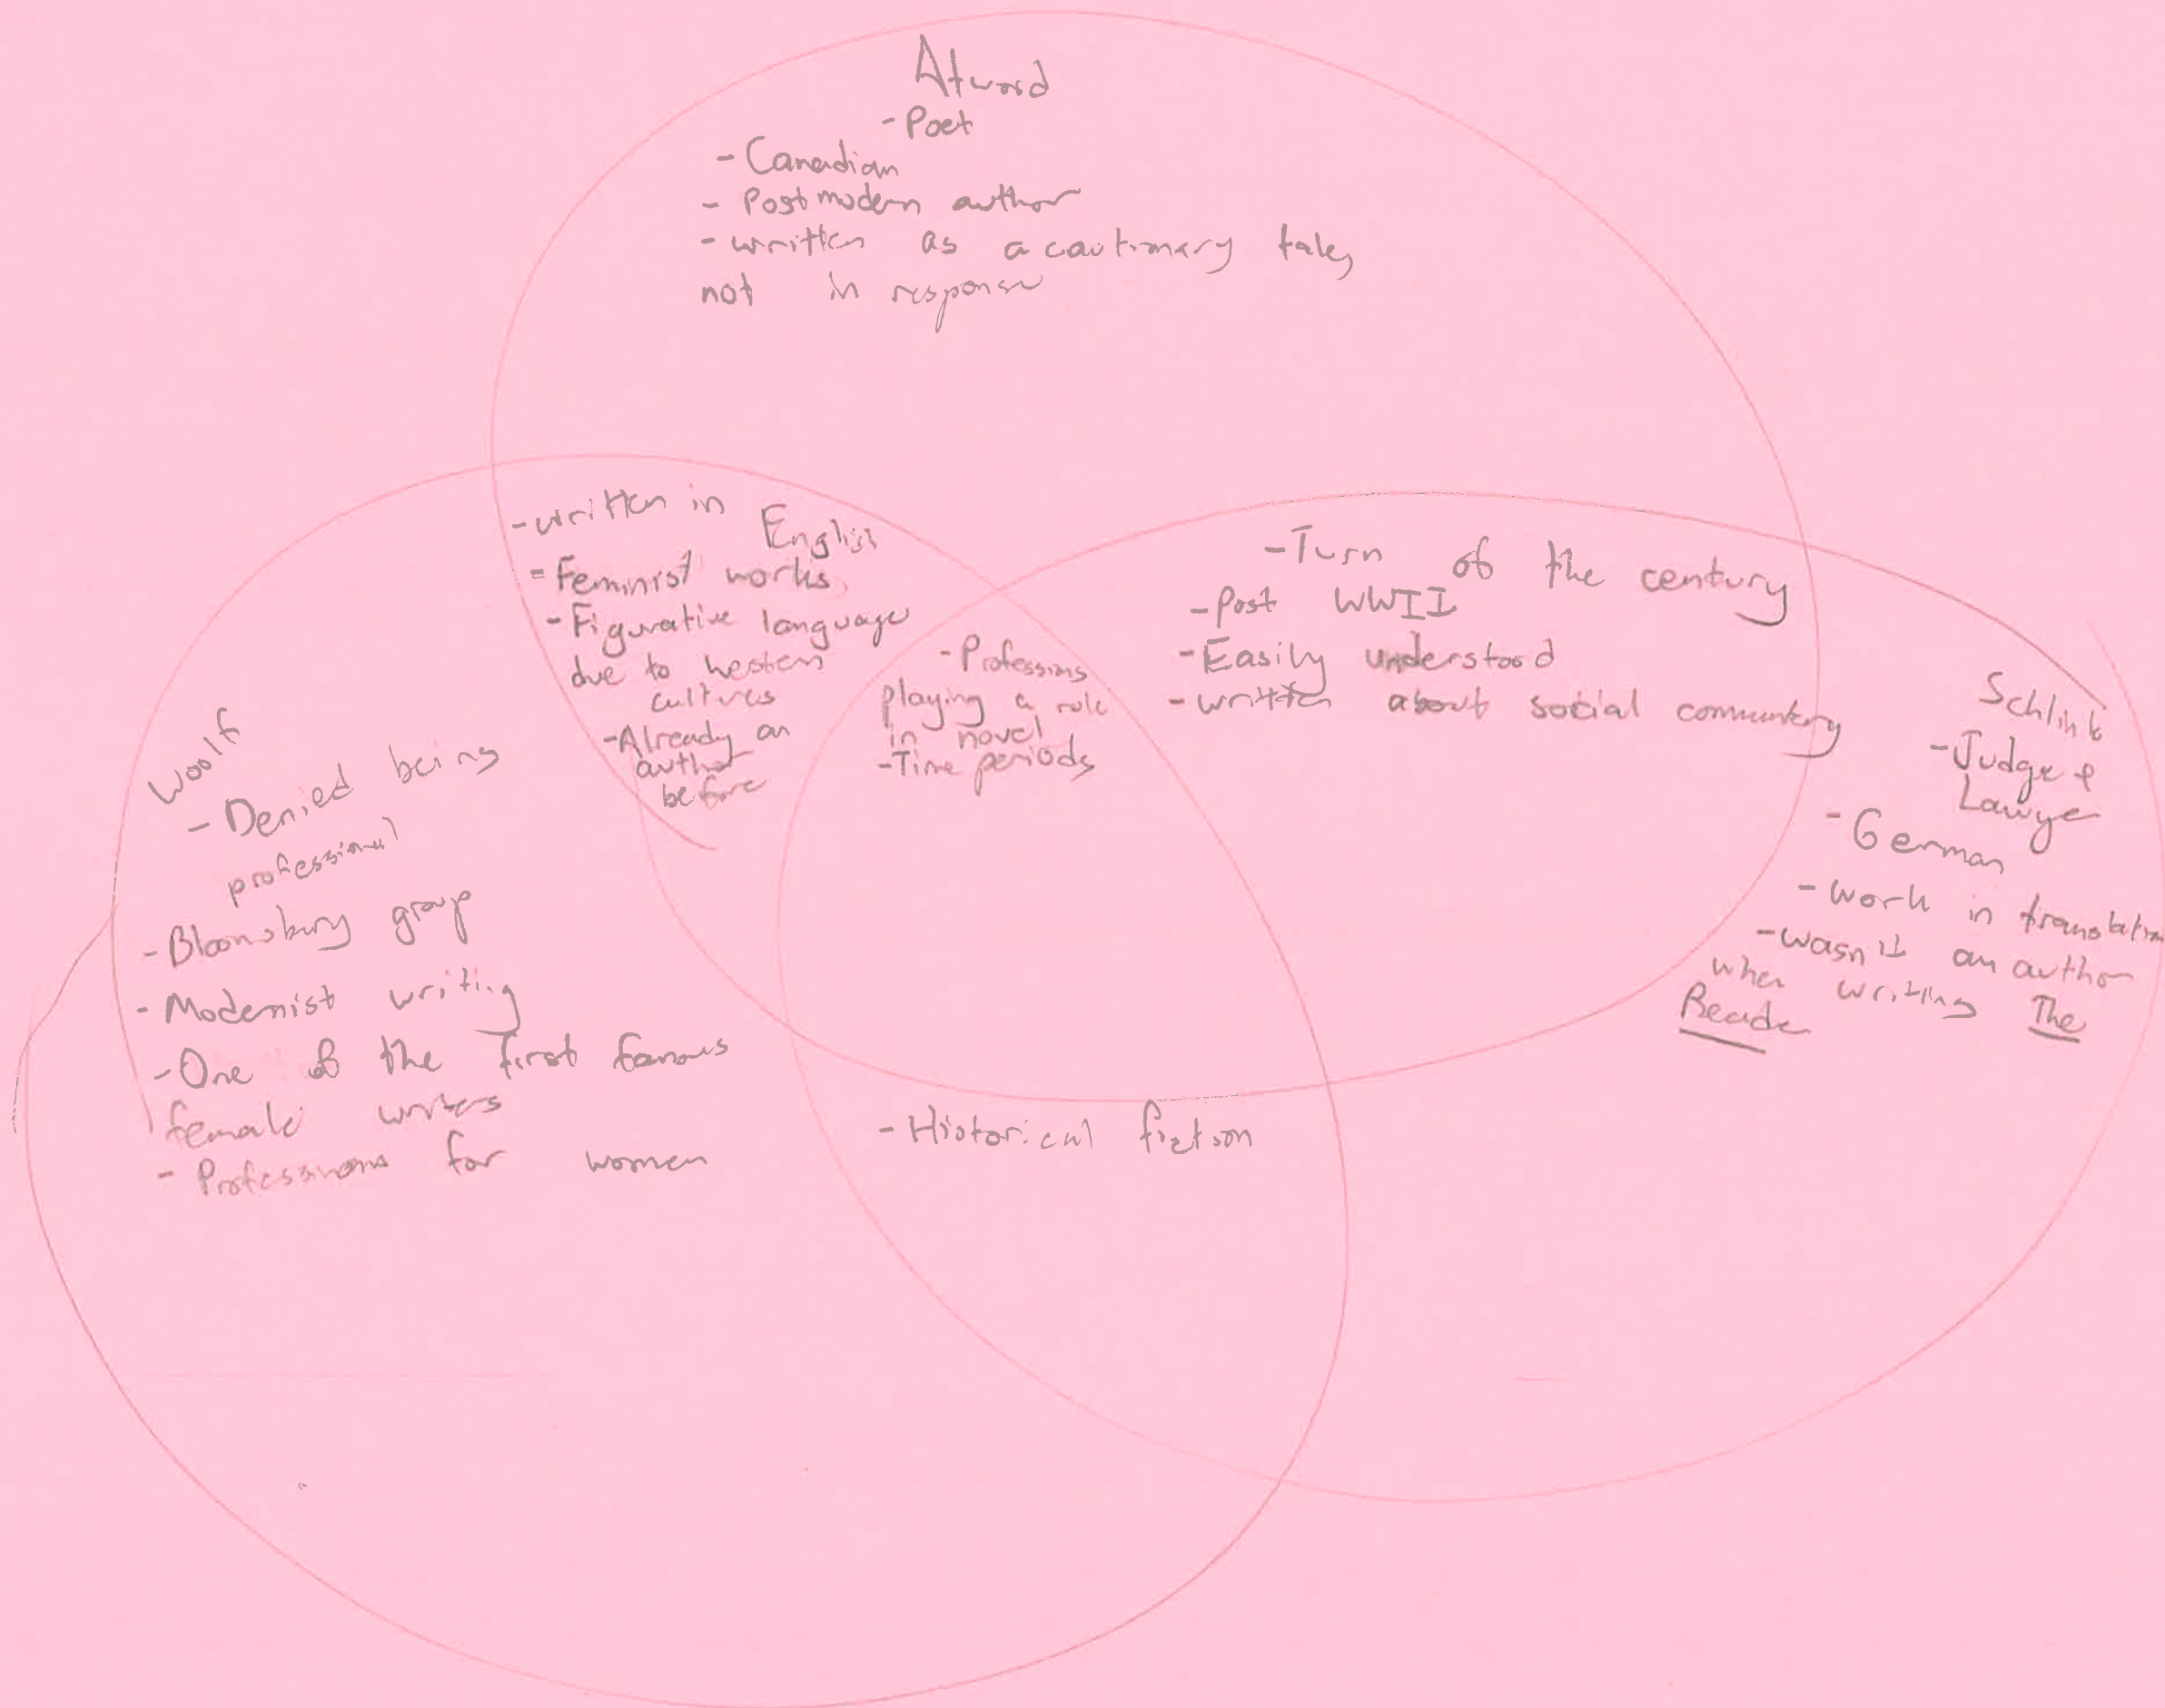 Atwood
- Poet
- Canadian
- Postmodern author
- written as a cautionary tale,
not in response
- written in
English
- Feminist works
- Figurative language
due to western
cultures
- Already an
author
before
- Professions
playing a role
in novel
- Time periods
- Turn of the century
- Post WWII
- Easily understood
- written about social commentary
Schlink
- Judge &
Lawye
- German
- work in translation
- wasn't an author
when writing The
Reader
Woolf
- Denied being
professional
- Bloomsbury group
- Modernist writing
- One of the first famous
female writers
- Professions for women
- Historical fiction